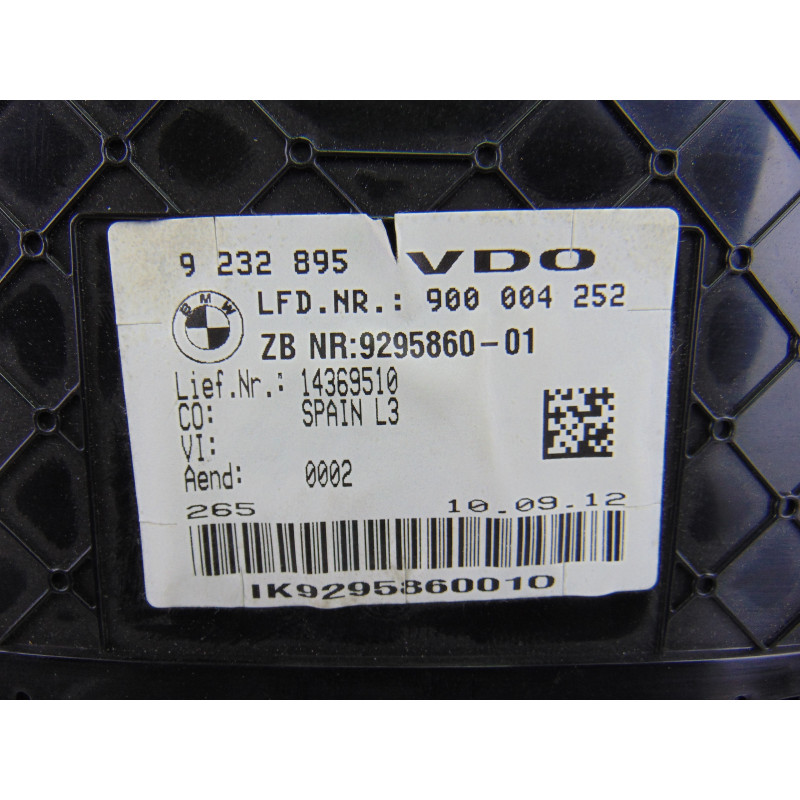 9 232 895 VDO
BMW
LFD.NR.: 900 004 252
ZB NR:9295860-01
Lief.Nr.: 14369510
CO: SPAIN L3
VI:
Aend: 0002
265 10.09.12
IK9295860010